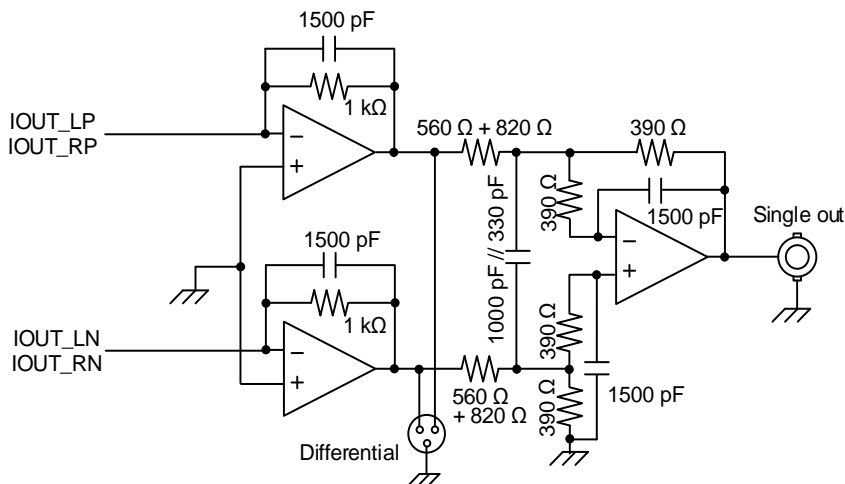 1500 pF
1 kΩ
IOUT_LP
IOUT_RP
560 Ω + 820 Ω
390 Ω
390 Ω
1500 pF
Single out
1000 pF // 330 pF
1500 pF
1 kΩ
IOUT_LN
IOUT_RN
390 Ω
560 Ω
+ 820 Ω
390 Ω
1500 pF
Differential